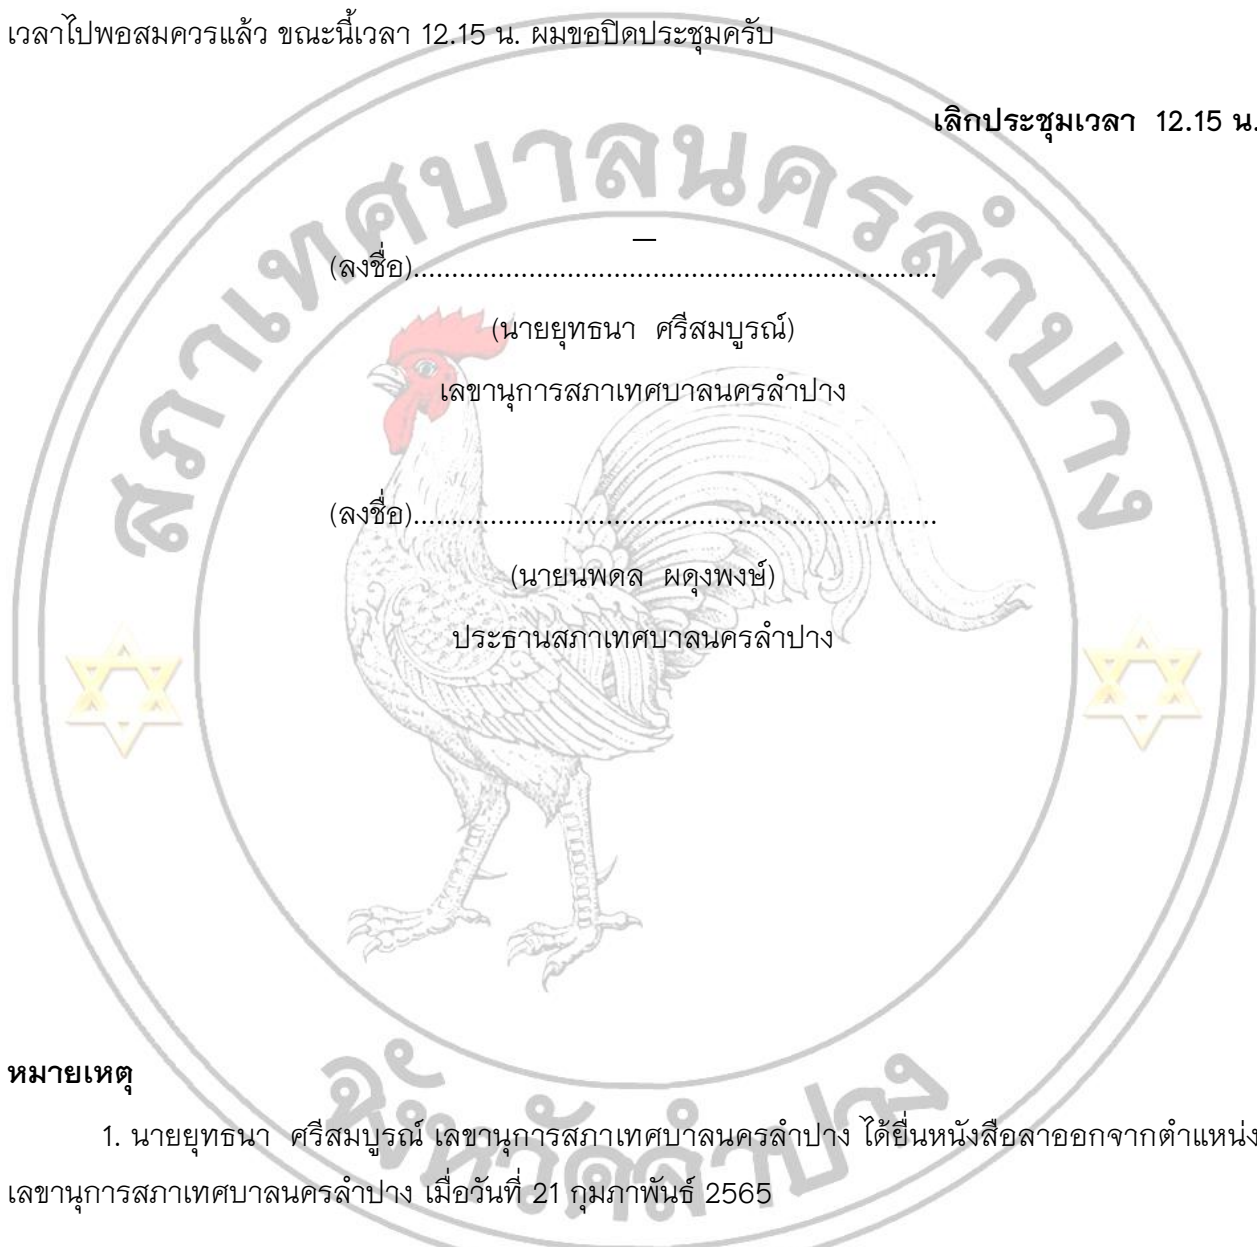 เวลาไปพอสมควรแล้ว ขณะนี้เวลา 12.15 น. ผมขอปิดประชุมครับ
เลิกประชุมเวลา 12.15 น.
สภาเทศบาลนครลำปาง
–
(ลงชื่อ)......................................................................
(นายยุทธนา ศรีสมบูรณ์)
เลขานุการสภาเทศบาลนครลำปาง
(ลงชื่อ)......................................................................
(นายนพดล ผดุงพงษ์)
ประธานสภาเทศบาลนครลำปาง
หมายเหตุ
จังหวัดลำปาง
1. นายยุทธนา ศรีสมบูรณ์ เลขานุการสภาเทศบาลนครลำปาง ได้ยื่นหนังสือลาออกจากตำแหน่ง
เลขานุการสภาเทศบาลนครลำปาง เมื่อวันที่ 21 กุมภาพันธ์ 2565